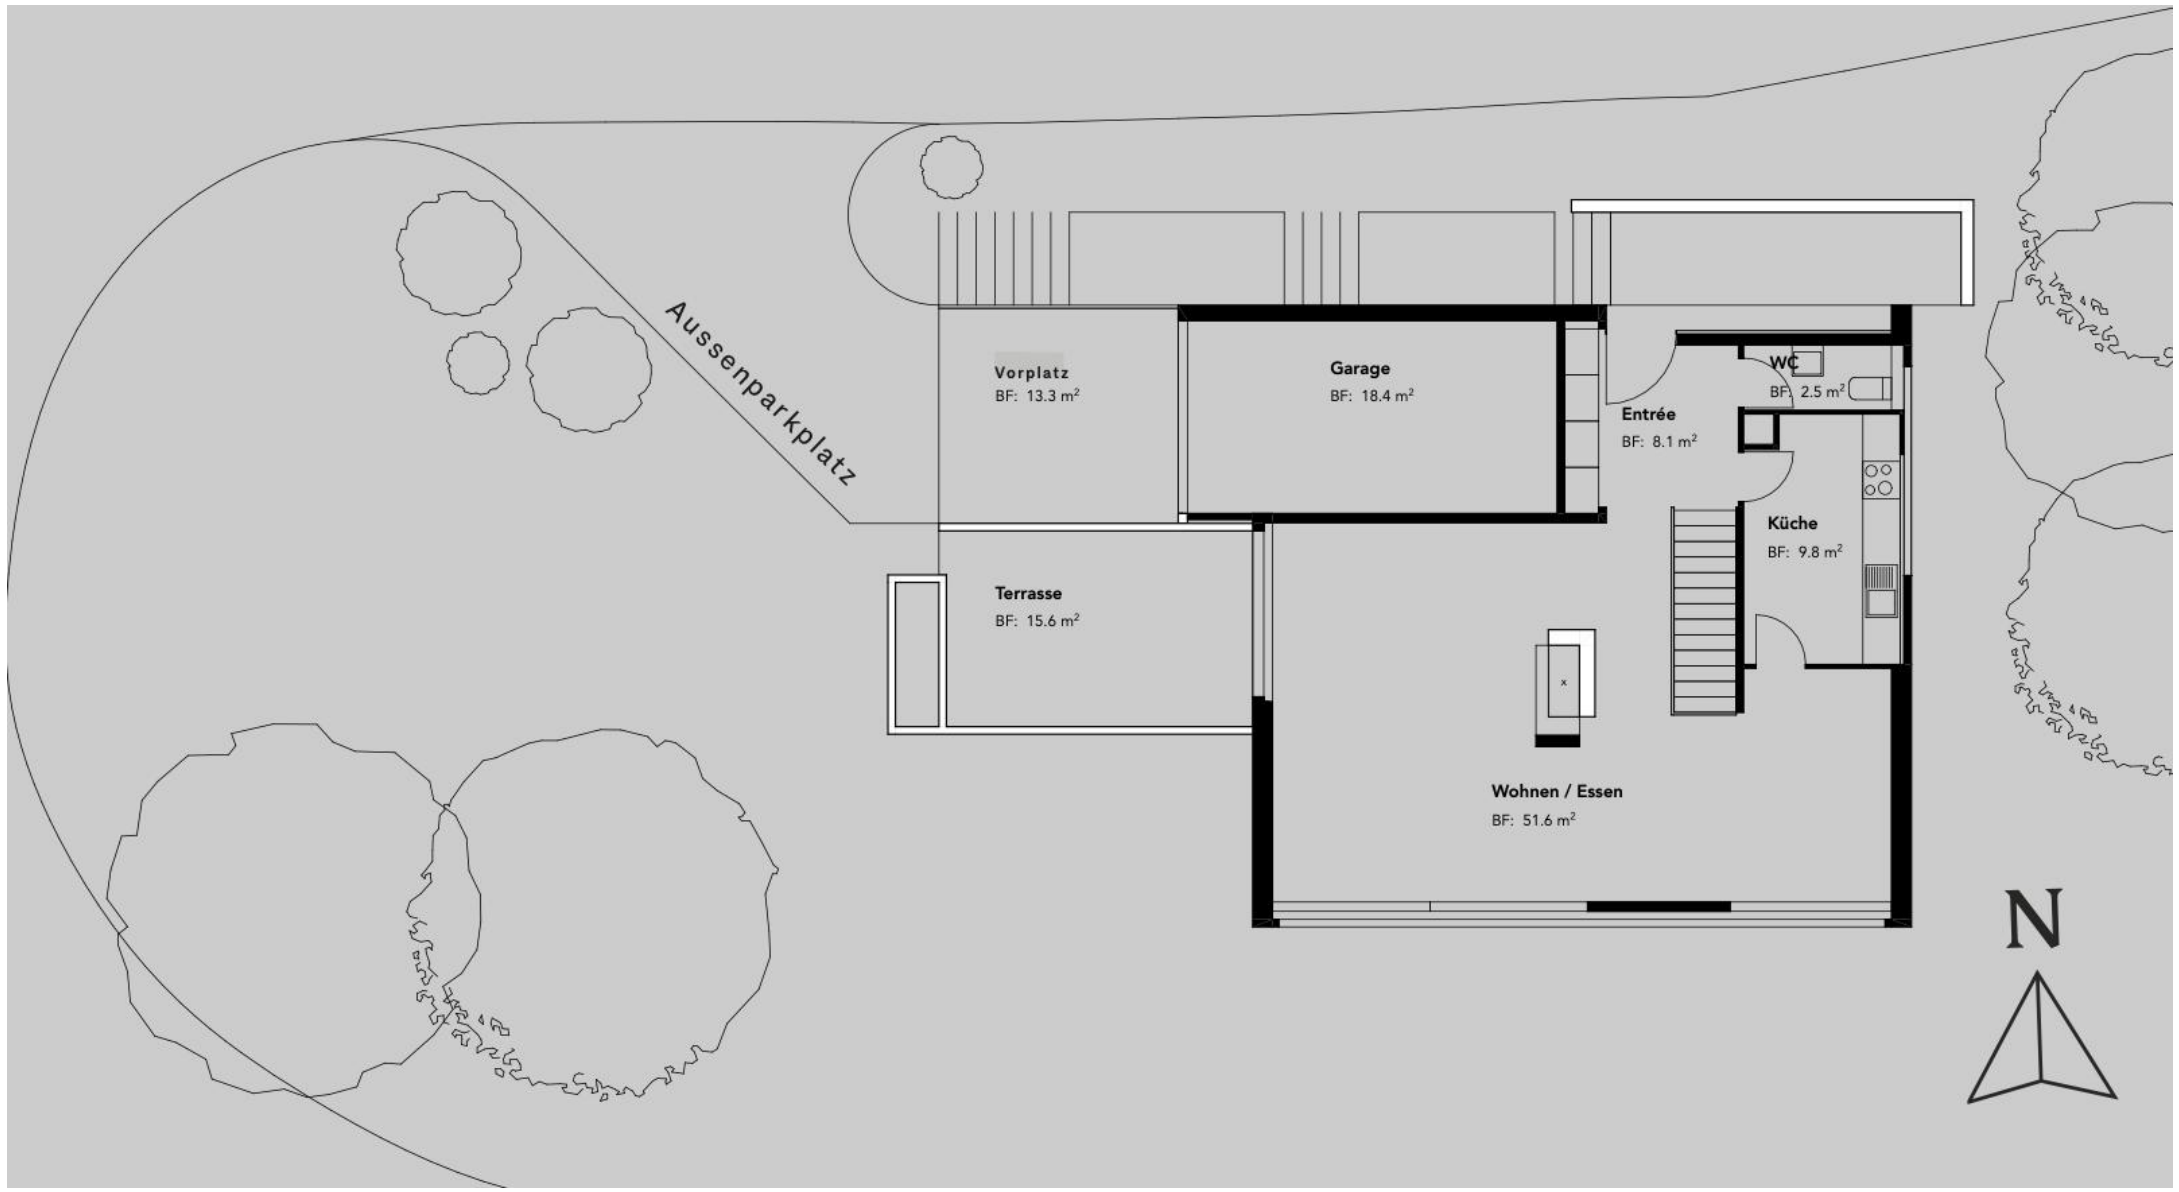 Aussenparkplatz
Vorplatz
BF: 13.3 m²
Garage
BF: 18.4 m²
WC
BF: 2.5 m²
Entrée
BF: 8.1 m²
Küche
BF: 9.8 m²
Terrasse
BF: 15.6 m²
x
Wohnen / Essen
BF: 51.6 m²
N